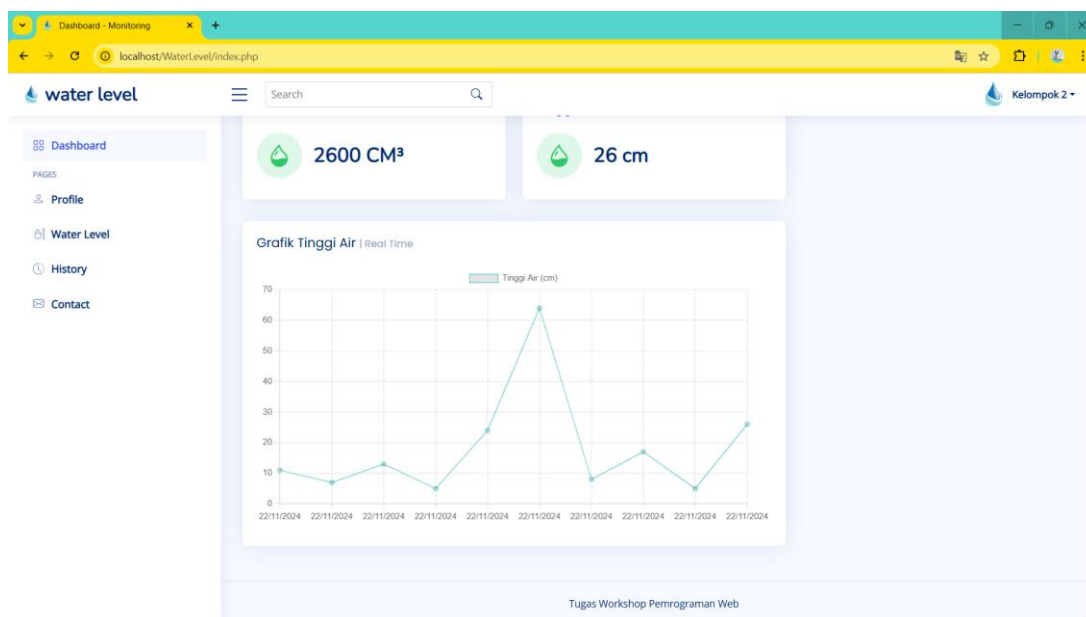 Dashboard - Monitoring
localhost/WaterLevel/index.php
water level
Search
Kelompok 2
Dashboard
PAGES
Profile
Water Level
History
Contact
2600 CM³
26 cm
Grafik Tinggi Air | Real Time
Tinggi Air (cm)
70
60
50
40
30
20
10
0
22/11/2024 22/11/2024 22/11/2024 22/11/2024 22/11/2024 22/11/2024 22/11/2024 22/11/2024 22/11/2024 22/11/2024
Tugas Workshop Pemrograman Web